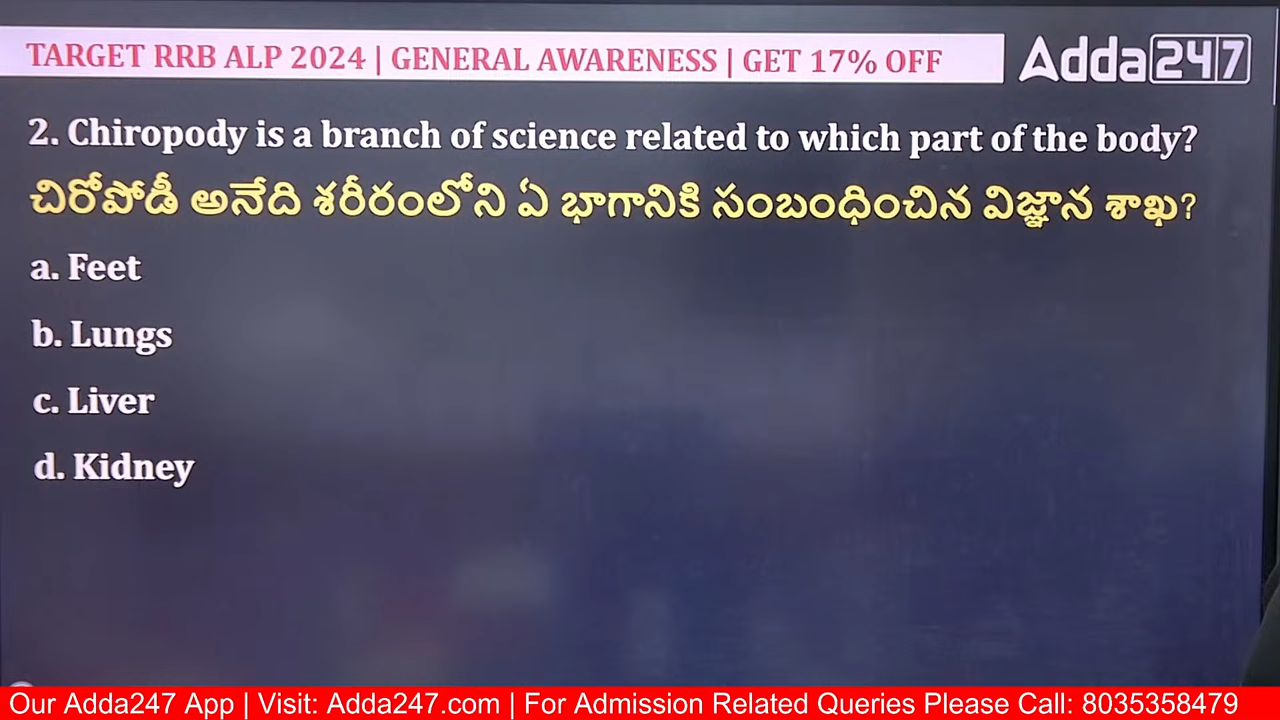 TARGET RRB ALP 2024 | GENERAL AWARENESS | GET 17% OFF
Adda247
2. Chiropody is a branch of science related to which part of the body?
చిరోపోడీ అనేది శరీరంలోని ఏ భాగానికి సంబంధించిన విజ్ఞాన శాఖ?
a. Feet
b. Lungs
c. Liver
d. Kidney
Our Adda247 App | Visit: Adda247.com | For Admission Related Queries Please Call: 8035358479